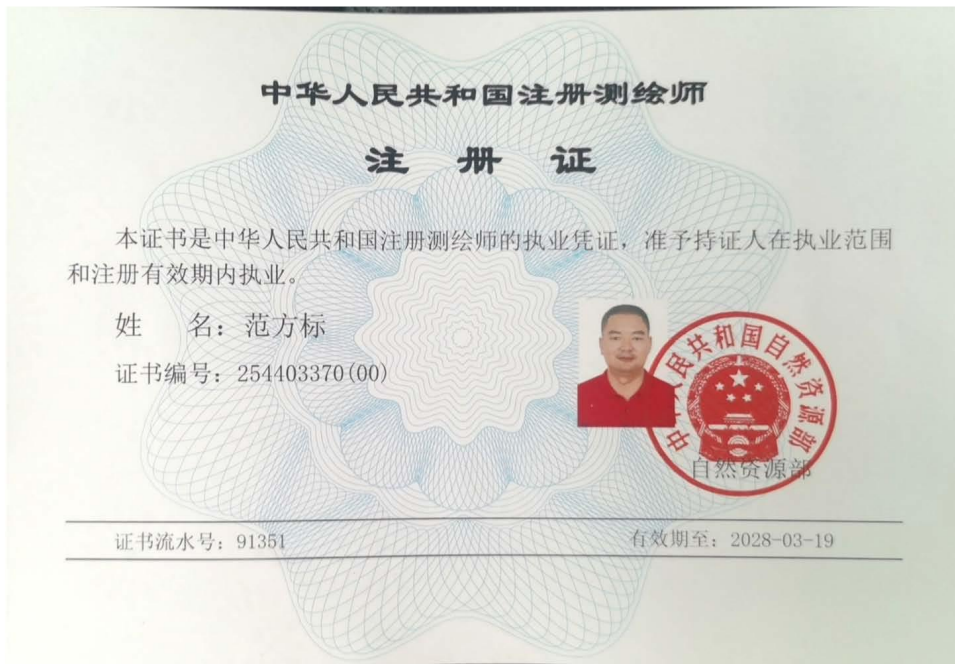 中华人民共和国注册测绘师
注 册 证
本证书是中华人民共和国注册测绘师的执业凭证，准予持证人在执业范围
和注册有效期内执业。
姓 名：范方标
证书编号：254403370(00)
中华人民共和国自然资源部
自然资源部
证书流水号：91351
有效期至：2028-03-19